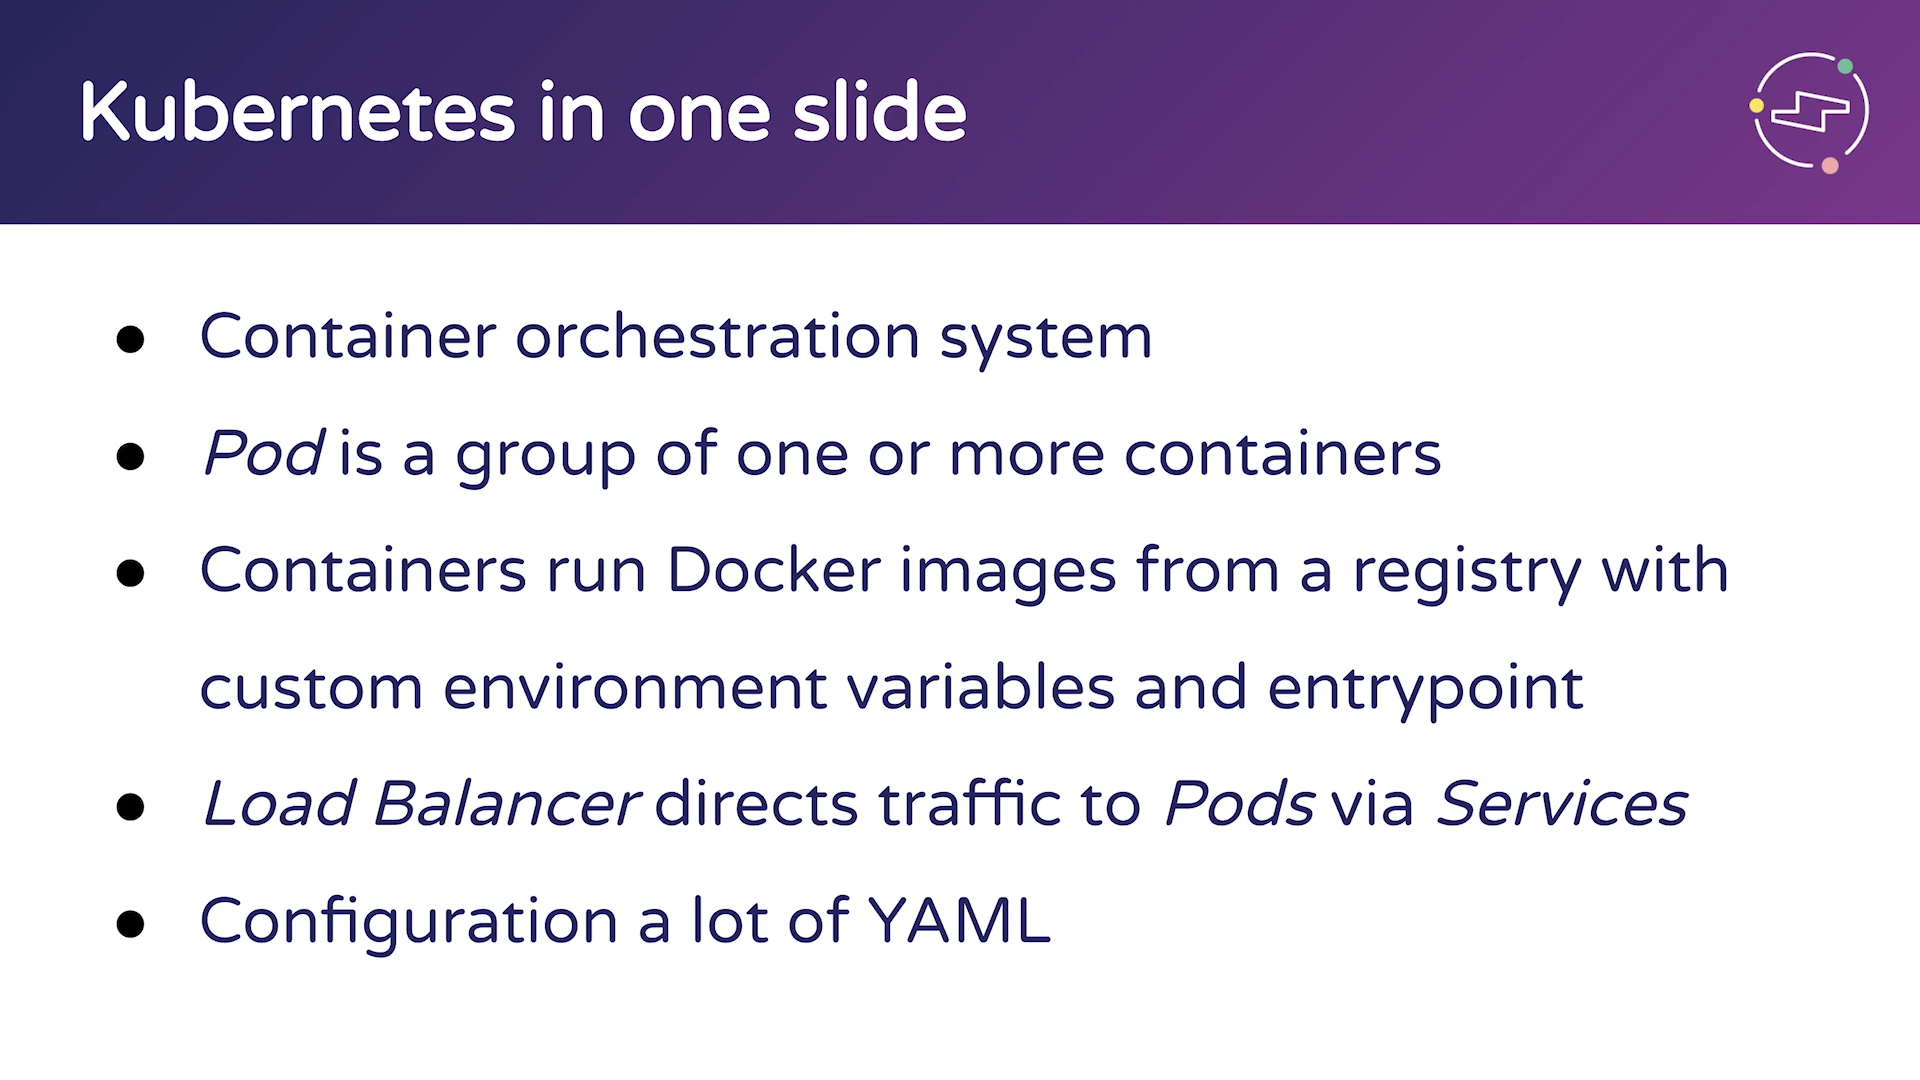 Kubernetes in one slide
● Container orchestration system
● Pod is a group of one or more containers
● Containers run Docker images from a registry with
custom environment variables and entrypoint
● Load Balancer directs traffic to Pods via Services
● Configuration a lot of YAML